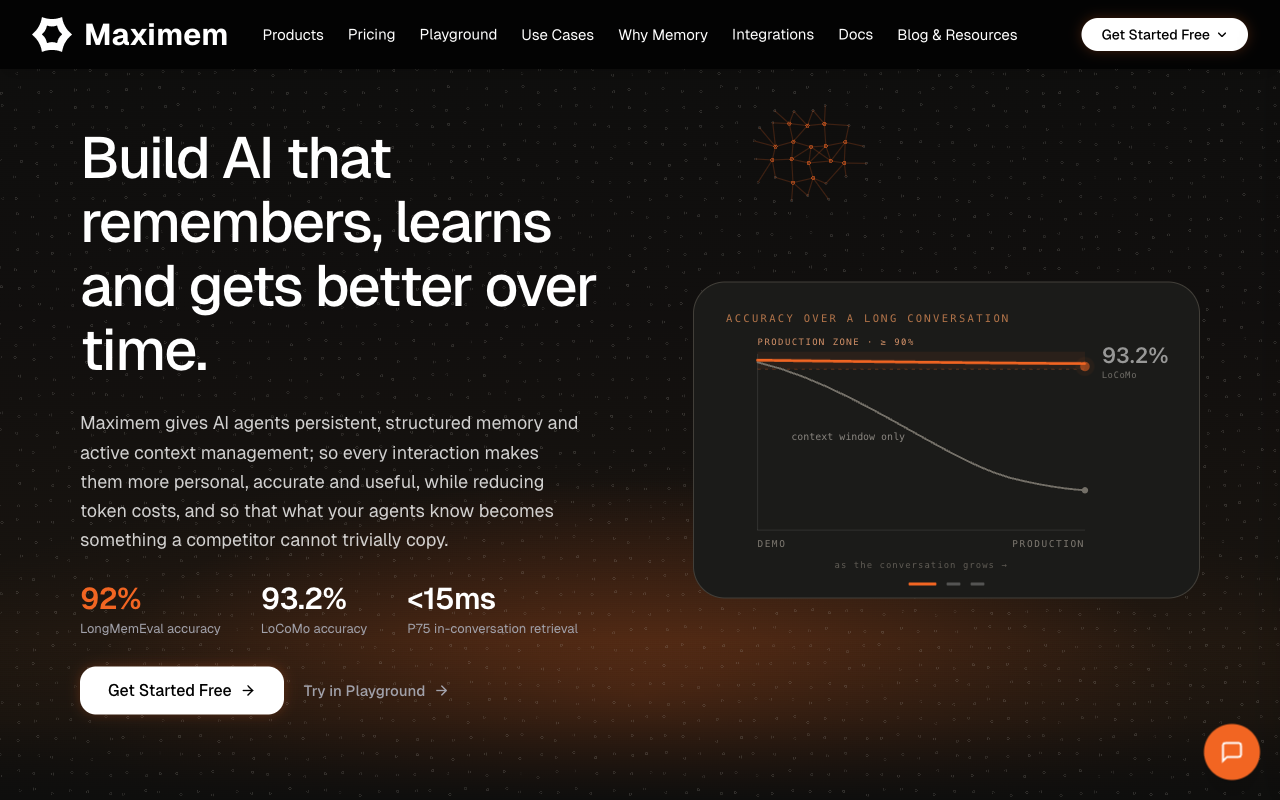 Maximem
Products
Pricing
Playground
Use Cases
Why Memory
Integrations
Docs
Blog & Resources
Get Started Free
Build AI that
remembers, learns
and gets better over
time.
Maximem gives AI agents persistent, structured memory and
active context management; so every interaction makes
them more personal, accurate and useful, while reducing
token costs, and so that what your agents know becomes
something a competitor cannot trivially copy.
92%
LongMemEval accuracy
93.2%
LoCoMo accuracy
<15ms
P75 in-conversation retrieval
Get Started Free →
Try in Playground →
ACCURACY OVER A LONG CONVERSATION
PRODUCTION ZONE · ≥ 90%
93.2%
LoCoMo
context window only
DEMO
PRODUCTION
as the conversation grows →